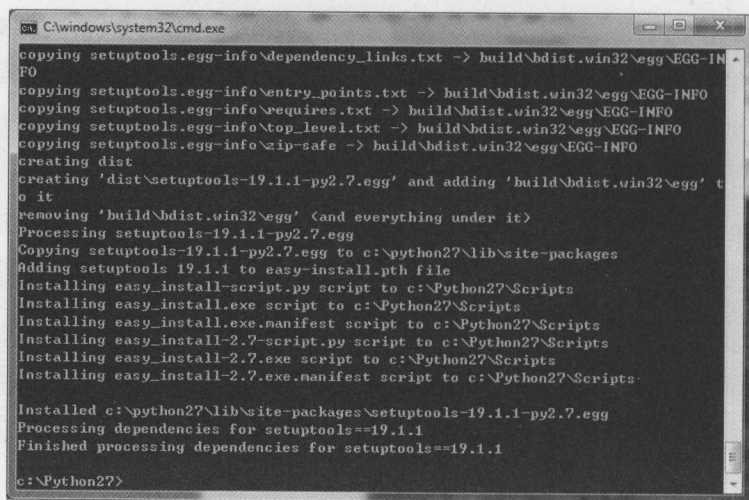 C:\windows\system32\cmd.exe
copying setuptools.egg-info\dependency_links.txt -> build\bdist.win32\egg\EGG-IN
FO
copying setuptools.egg-info\entry_points.txt -> build\bdist.win32\egg\EGG-INFO
copying setuptools.egg-info\requires.txt -> build\bdist.win32\egg\EGG-INFO
copying setuptools.egg-info\top_level.txt -> build\bdist.win32\egg\EGG-INFO
copying setuptools.egg-info\zip-safe -> build\bdist.win32\egg\EGG-INFO
creating dist
creating 'dist\setuptools-19.1.1-py2.7.egg' and adding 'build\bdist.win32\egg' t
o it
removing 'build\bdist.win32\egg' (and everything under it)
Processing setuptools-19.1.1-py2.7.egg
Copying setuptools-19.1.1-py2.7.egg to c:\python27\lib\site-packages
Adding setuptools 19.1.1 to easy-install.pth file
Installing easy_install-script.py script to c:\Python27\Scripts
Installing easy_install.exe script to c:\Python27\Scripts
Installing easy_install.exe.manifest script to c:\Python27\Scripts
Installing easy_install-2.7-script.py script to c:\Python27\Scripts
Installing easy_install-2.7.exe script to c:\Python27\Scripts
Installing easy_install-2.7.exe.manifest script to c:\Python27\Scripts
Installed c:\python27\lib\site-packages\setuptools-19.1.1-py2.7.egg
Processing dependencies for setuptools==19.1.1
Finished processing dependencies for setuptools==19.1.1
c:\Python27>